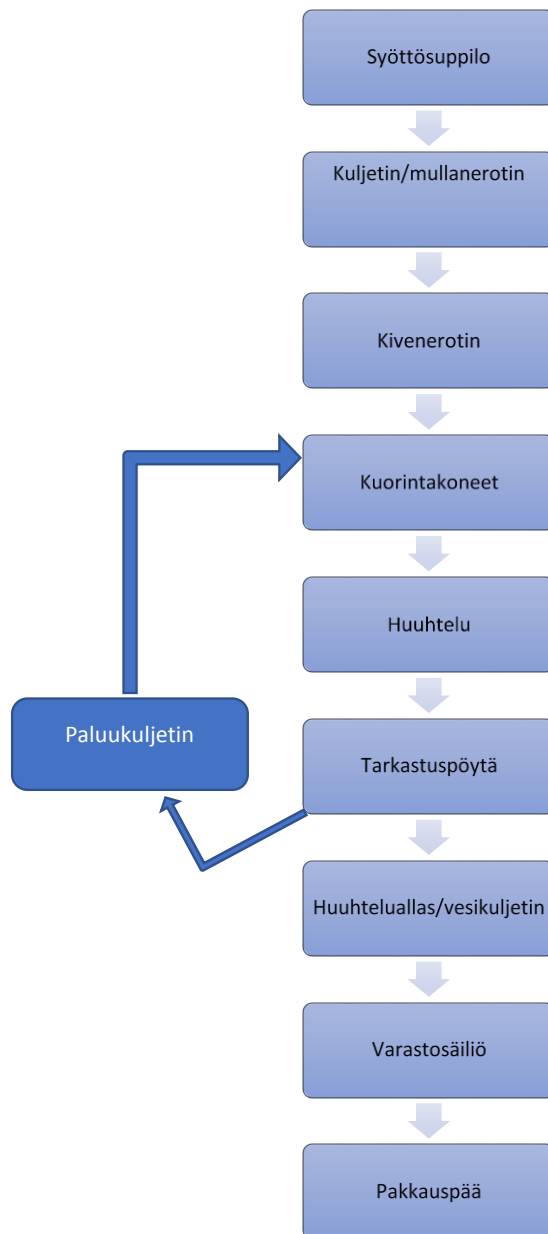 Syöttösuppilo
Kuljetin/mullanerotin
Kivenerotin
Kuorintakoneet
Huuhtelu
Paluukuljetin
Tarkastuspöytä
Huuhteluallas/vesikuljetin
Varastosäiliö
Pakkauspää